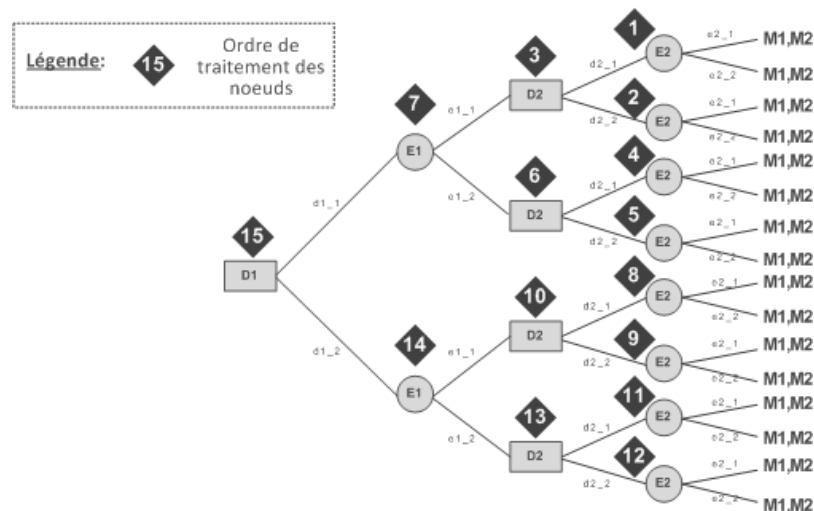 Légende:
15
Ordre de
traitement des
noeuds
1
E2
e2_1
M1,M2
e2_2
M1,M2
3
D2
d2_1
d2_2
2
E2
e2_1
M1,M2
e2_2
M1,M2
7
E1
e1_1
e1_2
6
D2
d2_1
d2_2
4
E2
e2_1
M1,M2
e2_2
M1,M2
5
E2
e2_1
M1,M2
e2_2
M1,M2
15
D1
d1_1
d1_2
10
D2
d2_1
d2_2
8
E2
e2_1
M1,M2
e2_2
M1,M2
9
E2
e2_1
M1,M2
e2_2
M1,M2
14
E1
e1_1
e1_2
13
D2
d2_1
d2_2
11
E2
e2_1
M1,M2
e2_2
M1,M2
12
E2
e2_1
M1,M2
e2_2
M1,M2